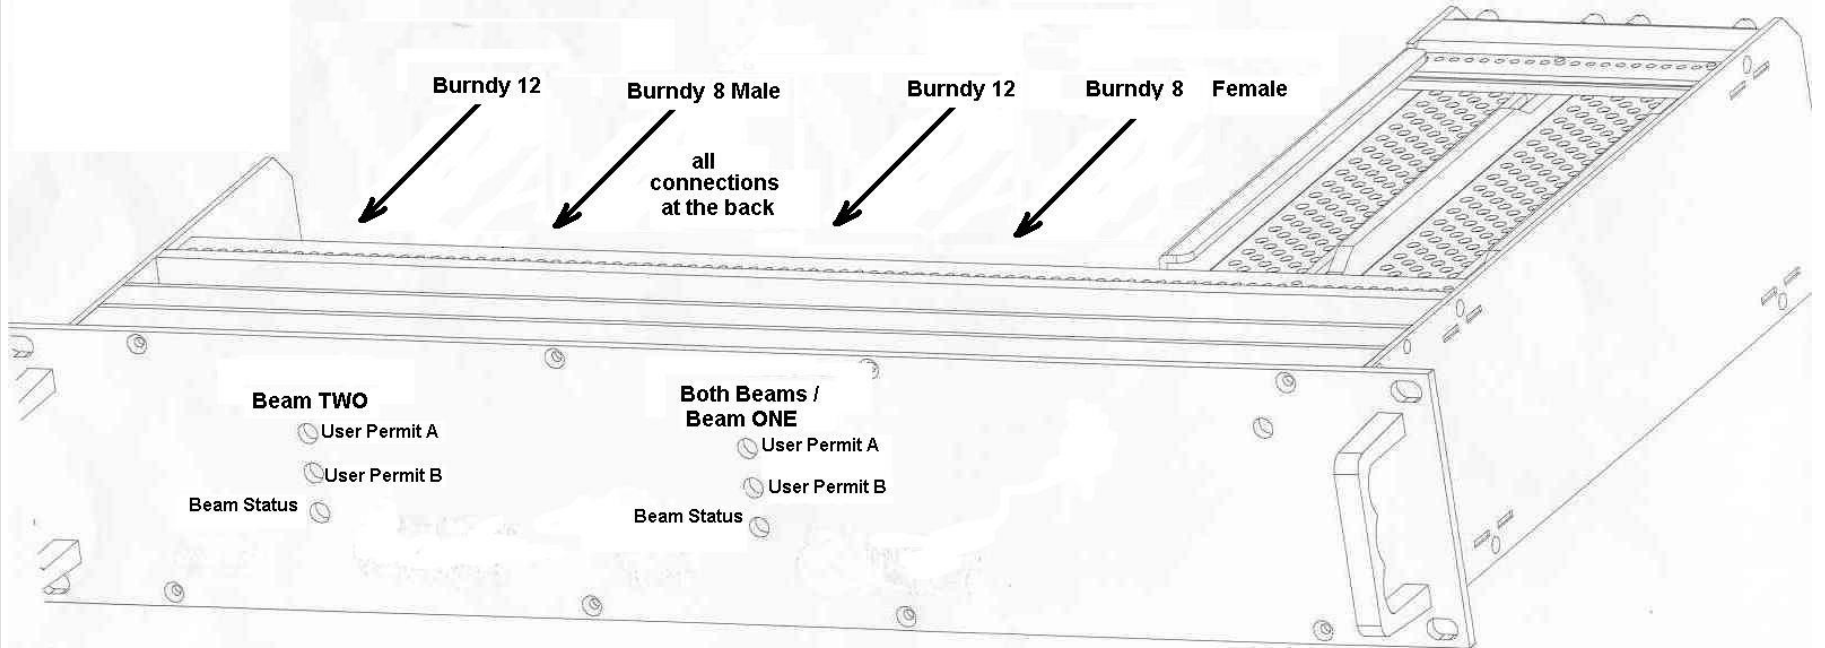 Burndy 12
Burndy 8 Male
Burndy 12
Burndy 8 Female
all
connections
at the back
Beam TWO
User Permit A
User Permit B
Beam Status
Both Beams /
Beam ONE
User Permit A
User Permit B
Beam Status